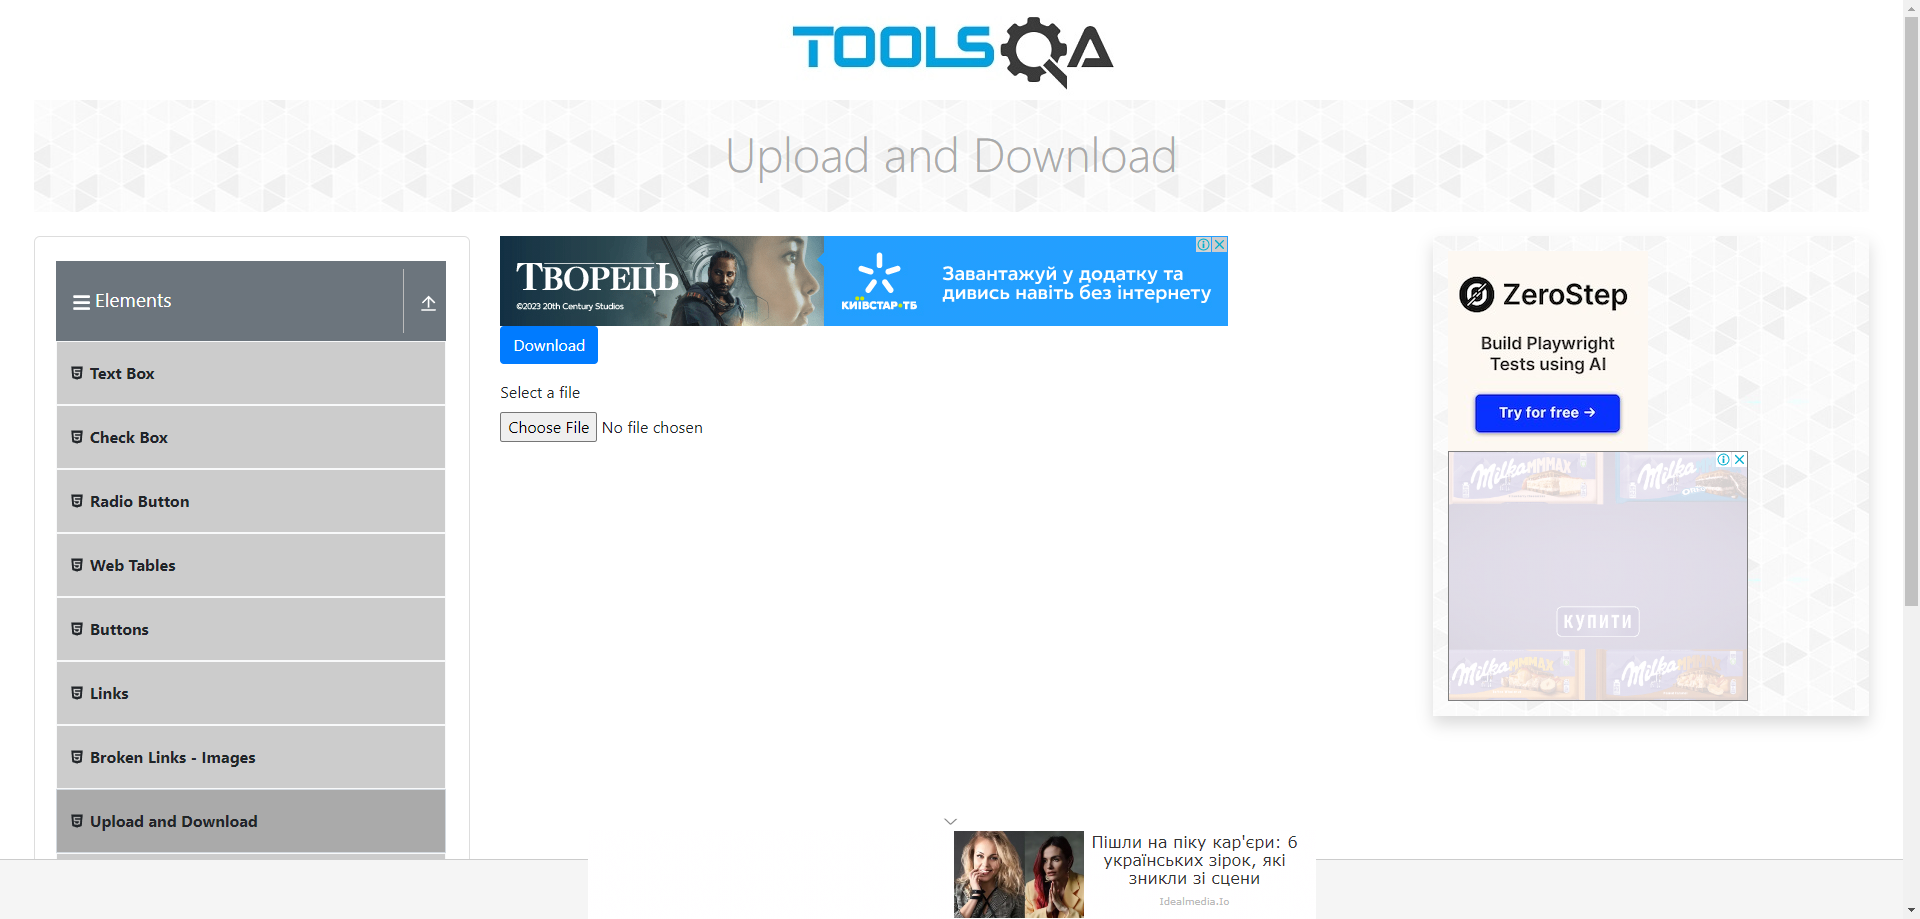 TOOLSQA
Upload and Download
Elements
Text Box
Check Box
Radio Button
Web Tables
Buttons
Links
Broken Links - Images
Upload and Download
ТВОРЕЦЬ
©2023 20th Century Studios
КИЇВСТАР·ТБ
Завантажуй у додатку та
дивись навіть без інтернету
Download
Select a file
Choose File No file chosen
ZeroStep
Build Playwright
Tests using AI
Try for free →
Milka MMMAX
Milka
КУПИТИ
Milka MMMAX
Milka MMMAX
Пішли на піку кар'єри: 6
українських зірок, які
зникли зі сцени
Idealmedia.Io